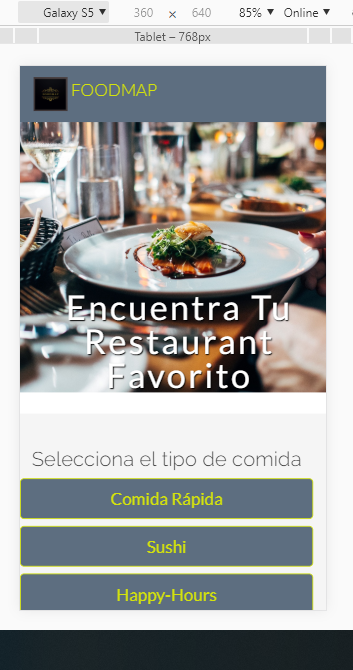 Galaxy S5 ▼ 360 × 640 85% ▼ Online ▼
Tablet – 768px
FOODMAP
Encuentra Tu
Restaurant
Favorito
Selecciona el tipo de comida
Comida Rápida
Sushi
Happy-Hours